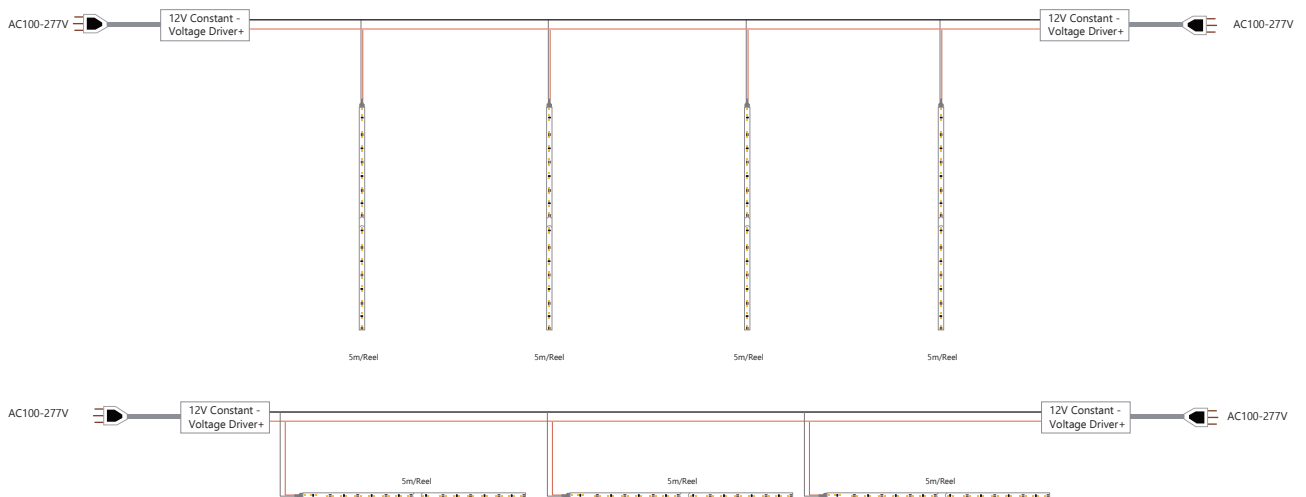 AC100-277V
12V Constant -
Voltage Driver+
12V Constant -
Voltage Driver+
AC100-277V
5m/Reel
5m/Reel
5m/Reel
5m/Reel
AC100-277V
12V Constant -
Voltage Driver+
12V Constant -
Voltage Driver+
AC100-277V
5m/Reel
5m/Reel
5m/Reel